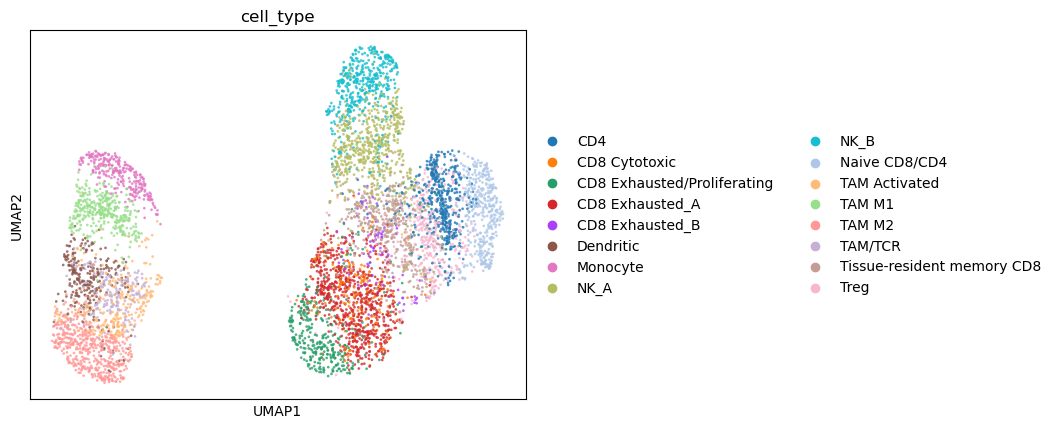 cell_type
UMAP2
UMAP1
CD4
CD8 Cytotoxic
CD8 Exhausted/Proliferating
CD8 Exhausted_A
CD8 Exhausted_B
Dendritic
Monocyte
NK_A
NK_B
Naive CD8/CD4
TAM Activated
TAM M1
TAM M2
TAM/TCR
Tissue-resident memory CD8
Treg